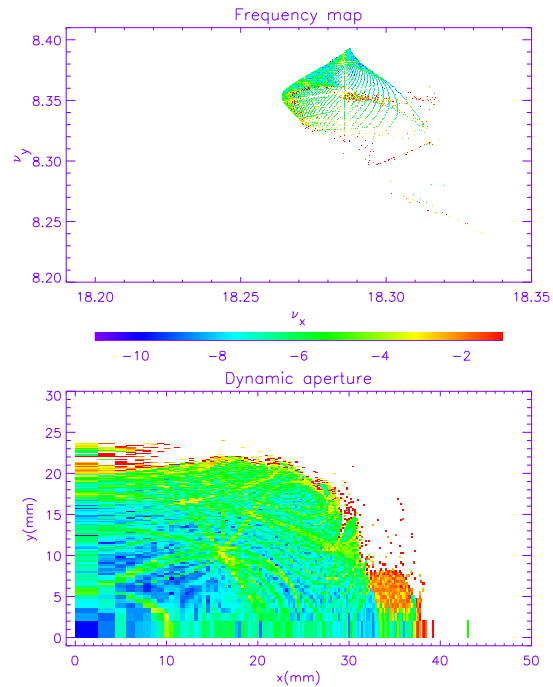 Frequency map
8.40
8.35
8.30
8.25
8.20
νy
18.20 18.25 18.30 18.35
νx
−10 −8 −6 −4 −2
Dynamic aperture
30
25
20
15
10
5
0
y(mm)
0 10 20 30 40 50
x(mm)